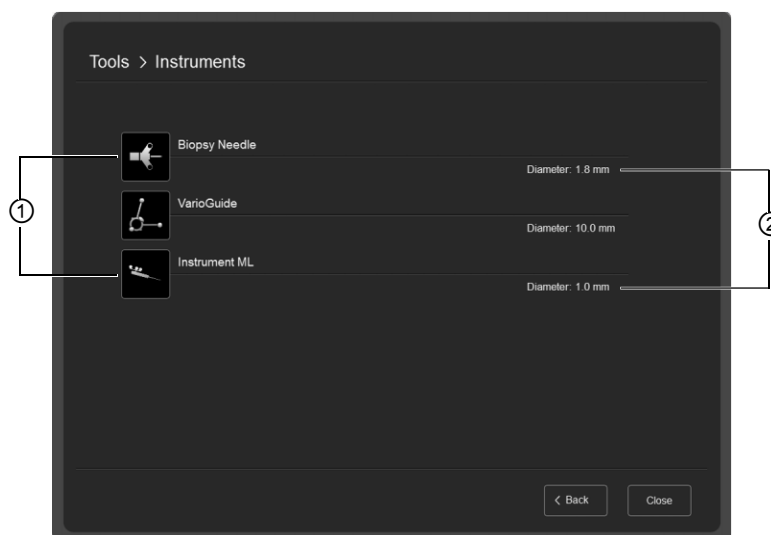 Tools > Instruments
Biopsy Needle
Diameter: 1.8 mm
①
VarioGuide
②
Diameter: 10.0 mm
Instrument ML
Diameter: 1.0 mm
< Back Close